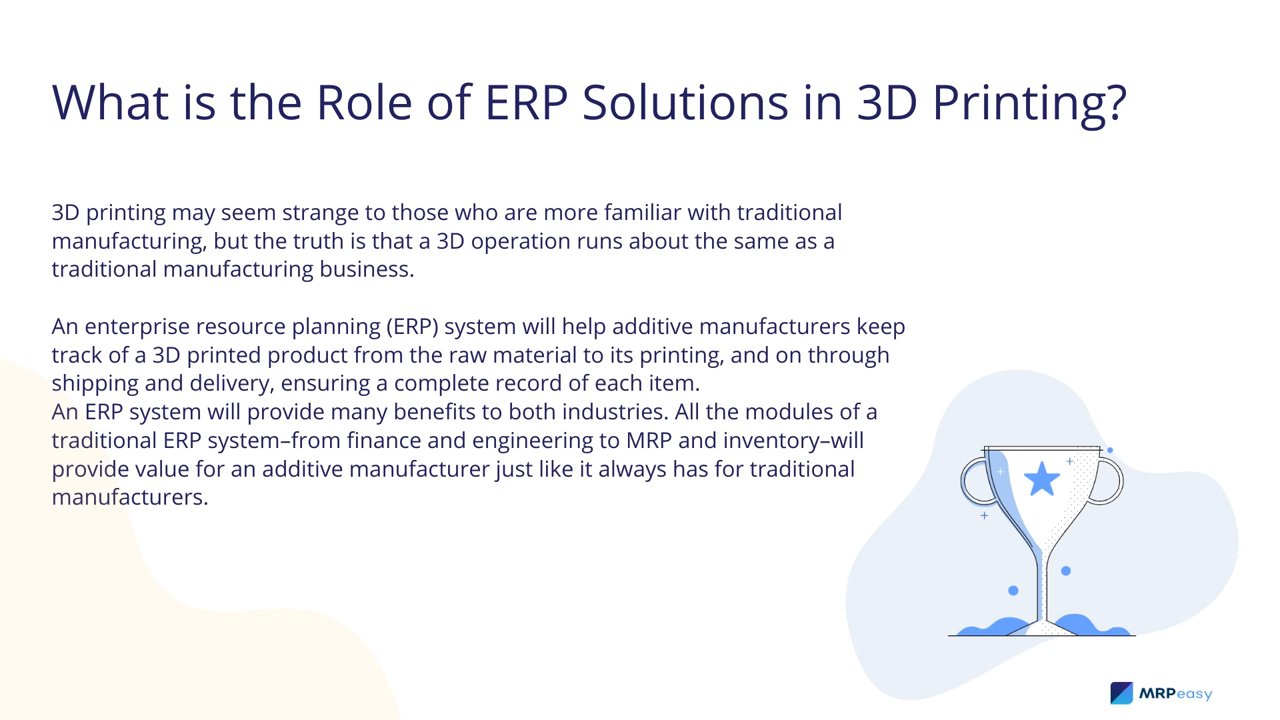 What is the Role of ERP Solutions in 3D Printing?
3D printing may seem strange to those who are more familiar with traditional
manufacturing, but the truth is that a 3D operation runs about the same as a
traditional manufacturing business.
An enterprise resource planning (ERP) system will help additive manufacturers keep
track of a 3D printed product from the raw material to its printing, and on through
shipping and delivery, ensuring a complete record of each item.
An ERP system will provide many benefits to both industries. All the modules of a
traditional ERP system–from finance and engineering to MRP and inventory–will
provide value for an additive manufacturer just like it always has for traditional
manufacturers.
MRPeasy